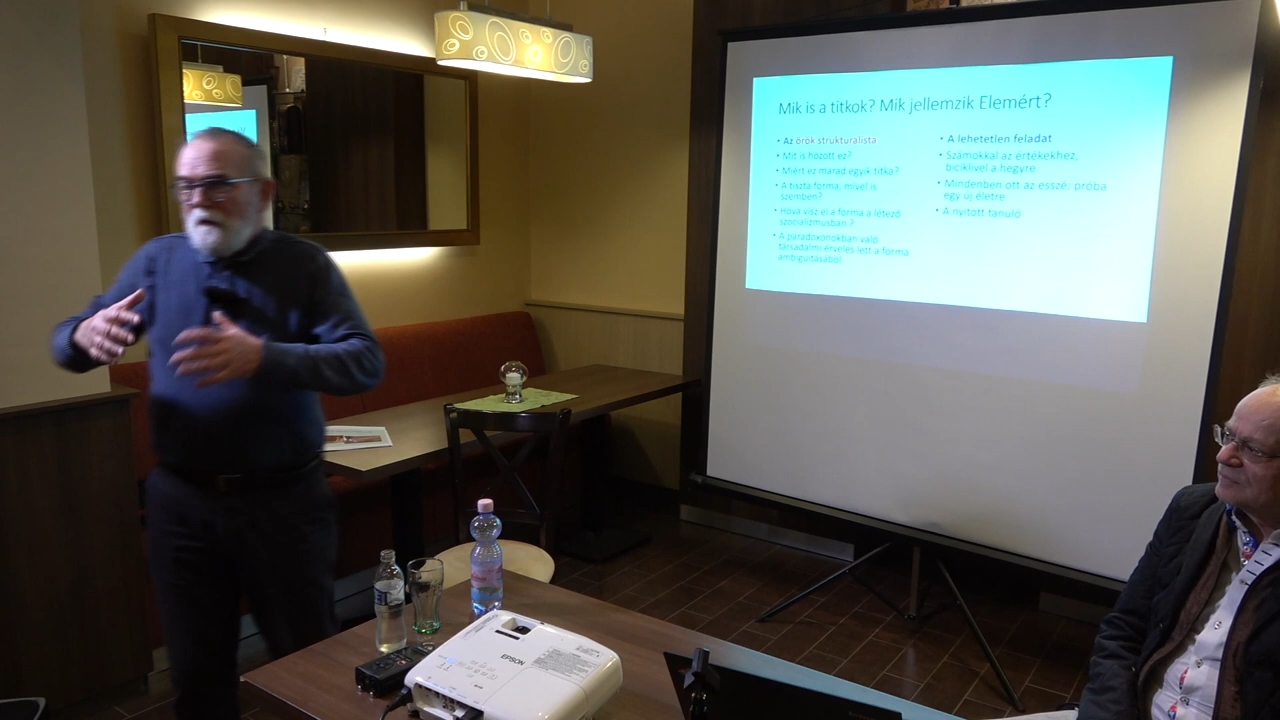 Mik is a titkok? Mik jellemzik Elemért?
• Az örök strukturalista
• Mit is hozott ez?
• Miért ez marad egyik titka?
• A tiszta forma, mivel is
szemben?
• Hova visz el a forma a létező
szocializmusban ?
• A paradoxonokban való
társadalmi érvelés lett a forma
ambiguitásából
• A lehetetlen feladat
• Számokkal az értékekhez,
biciklivel a hegyre
• Mindenben ott az esszé: próba
egy új életre
• A nyitott tanuló
EPSON